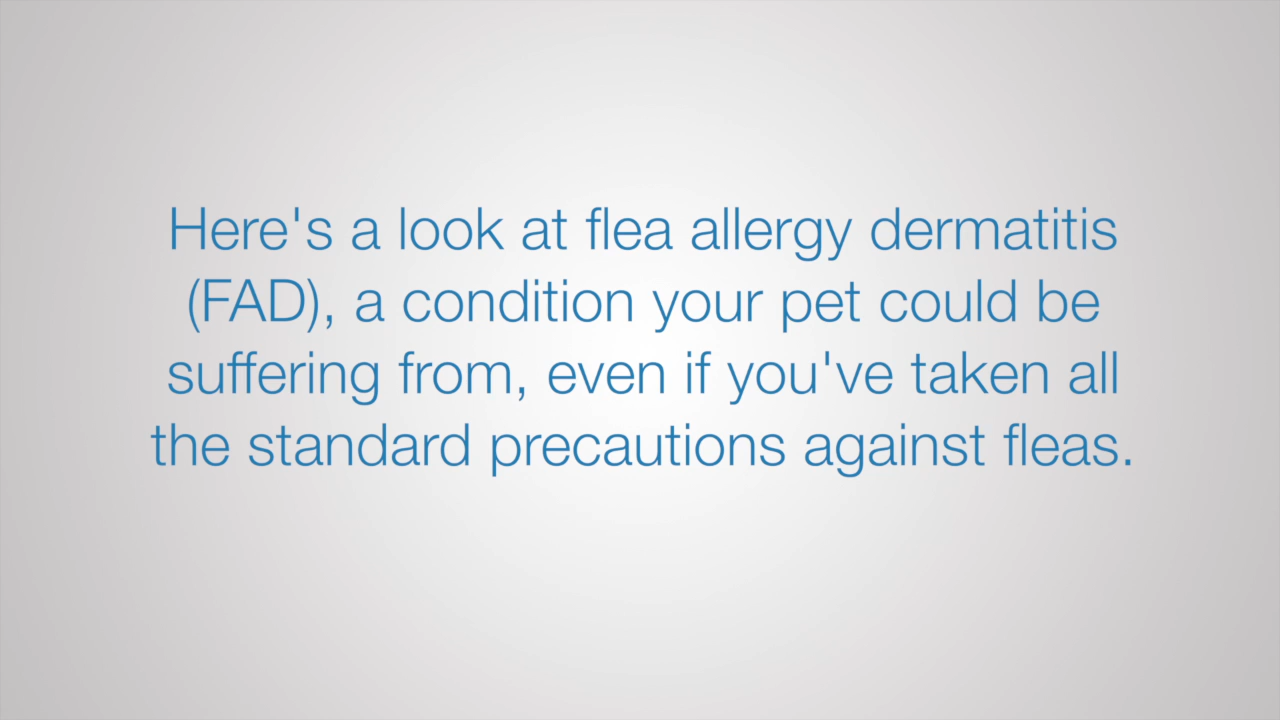 Here's a look at flea allergy dermatitis
(FAD), a condition your pet could be
suffering from, even if you've taken all
the standard precautions against fleas.